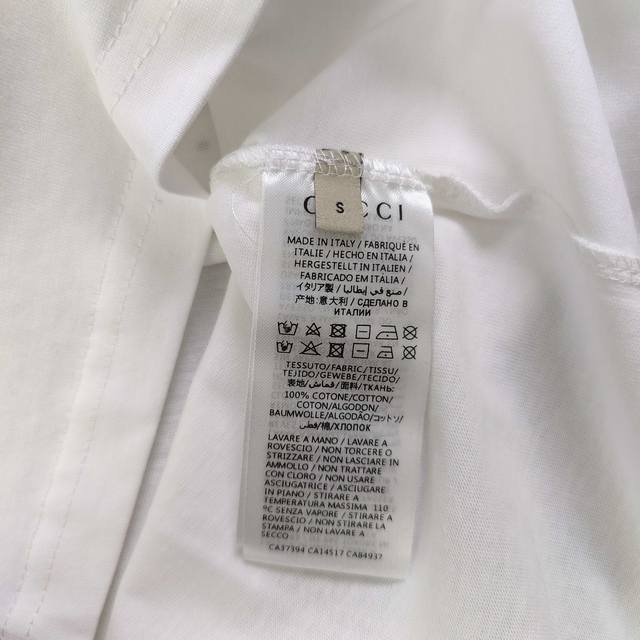 GUCCI
S
MADE IN ITALY / FABRIQUÉ EN
ITALIE / HECHO EN ITALIA /
HERGESTELLT IN ITALIEN /
FABRICADO EM ITALIA /
イタリア製 / صنع في إيطاليا /
产地:意大利 / СДЕЛАНО В
ИТАЛИИ
TESSUTO/FABRIC/TISSU/
TEJIDO/GEWEBE/TECIDO/
表地/قماش/面料/ТКАНЬ:
100% COTONE/COTTON/
COTON/ALGODON/
BAUMWOLLE/ALGODÃO/コットン/
قطن/棉/ХЛОПОК
LAVARE A MANO / LAVARE A
ROVESCIO / NON TORCERE O
STRIZZARE / NON LASCIARE IN
AMMOLLO / NON TRATTARE
CON CLORO / NON USARE
ASCIUGATRICE / ASCIUGARE
IN PIANO / STIRARE A
TEMPERATURA MASSIMA 110
ºC SENZA VAPORE / STIRARE A
ROVESCIO / NON STIRARE LA
STAMPA / NON LAVARE A
SECCO
CA37394 CA14517 CA84937